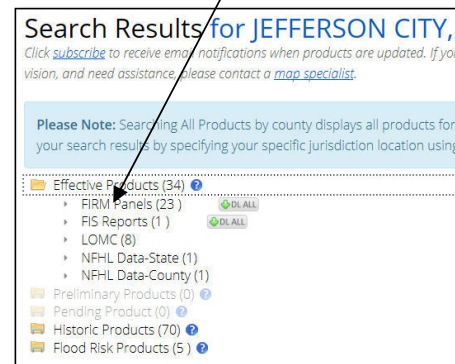 Search Results for JEFFERSON CITY,
Click subscribe to receive email notifications when products are updated. If you
vision, and need assistance, please contact a map specialist.
Please Note: Searching All Products by county displays all products for
your search results by specifying your specific jurisdiction location using
Effective Products (34) ?
FIRM Panels (23 ) DL ALL
FIS Reports (1 ) DL ALL
LOMC (8)
NFHL Data-State (1)
NFHL Data-County (1)
Preliminary Products (0) ?
Pending Product (0) ?
Historic Products (70) ?
Flood Risk Products (5 ) ?